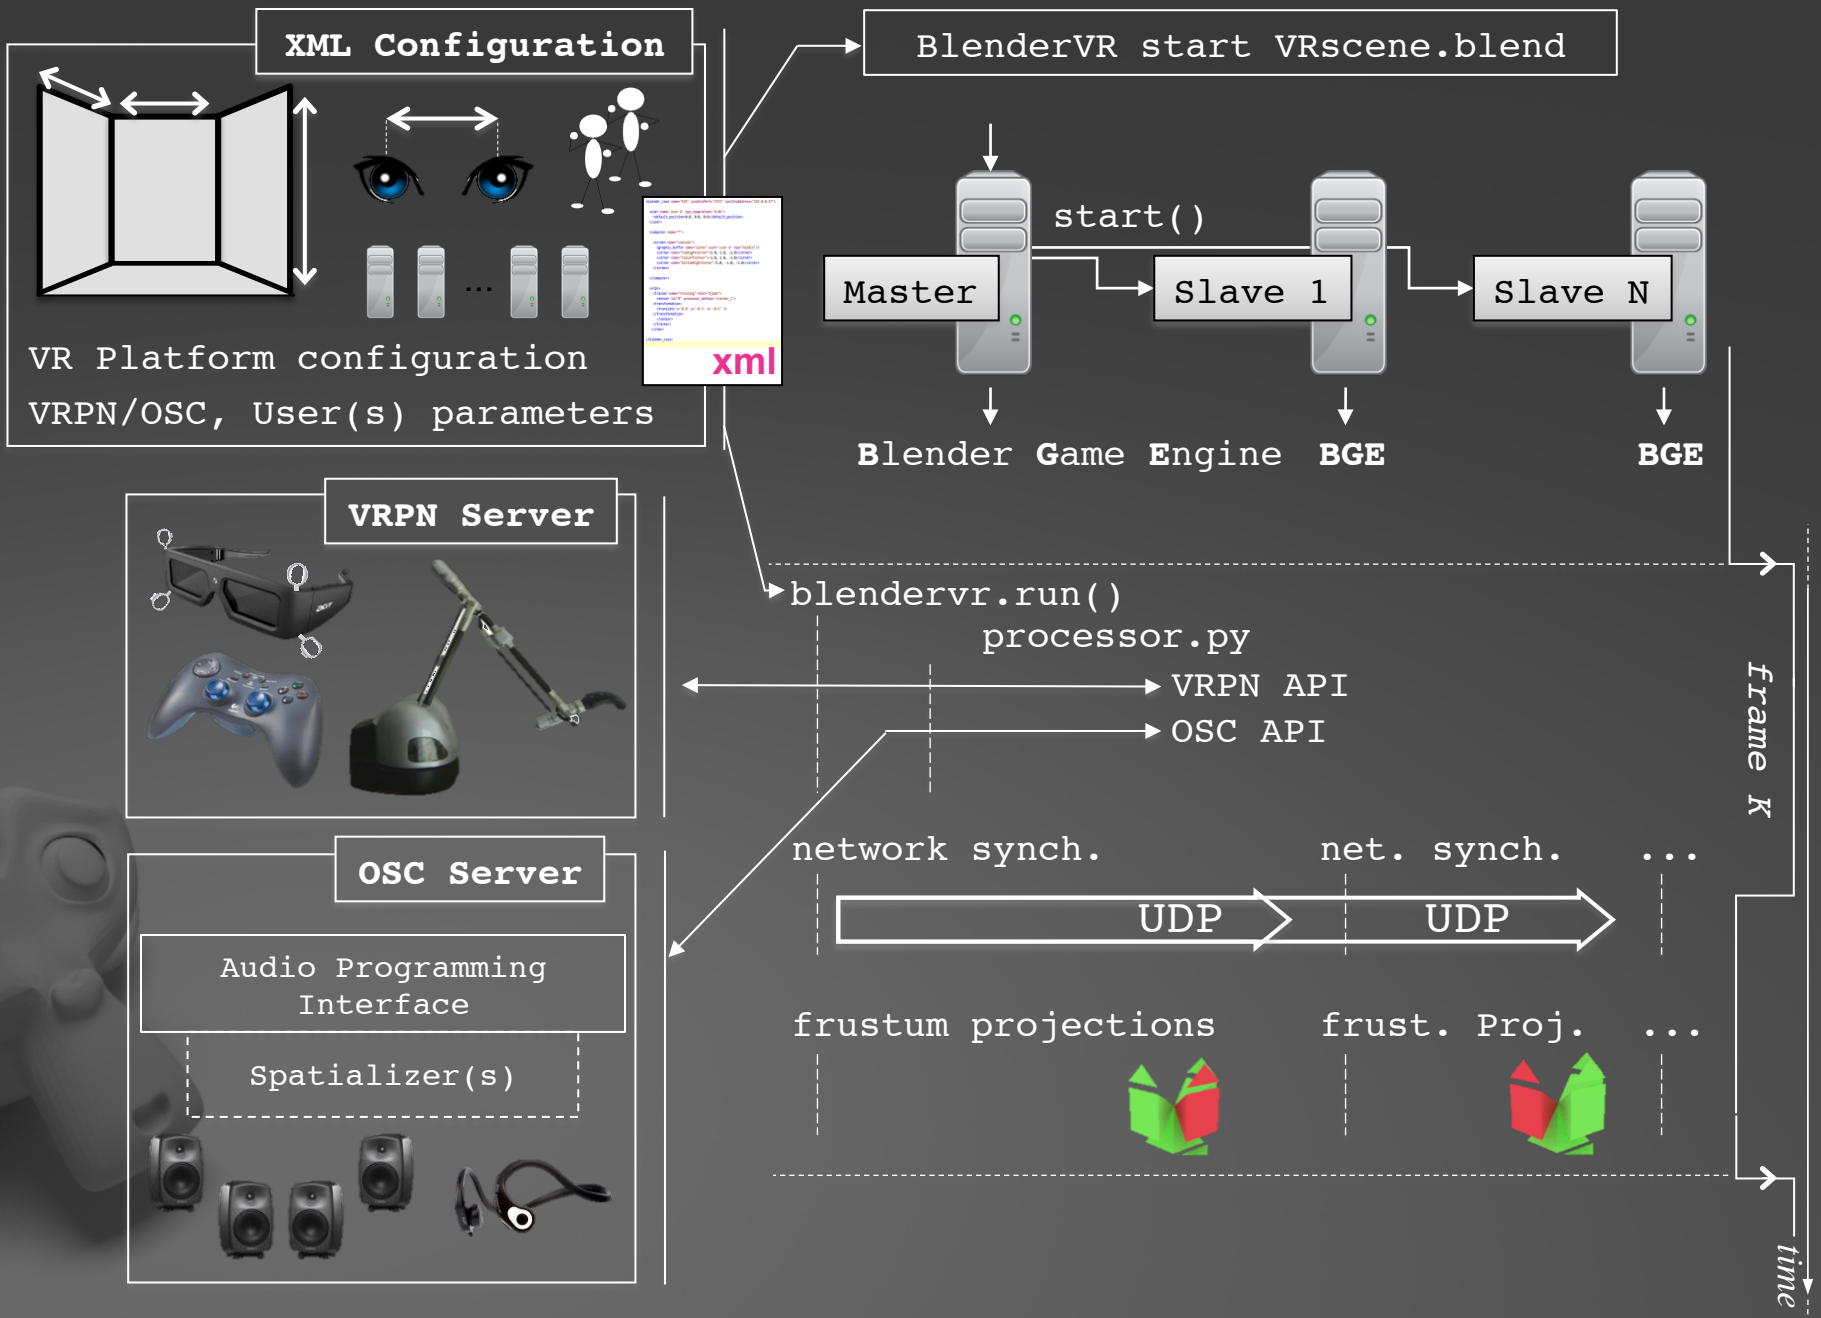 XML Configuration
VR Platform configuration
VRPN/OSC, User(s) parameters
xml
BlenderVR start VRscene.blend
start()
Master
Slave 1
Slave N
Blender Game Engine
BGE
BGE
VRPN Server
blendervr.run()
processor.py
VRPN API
OSC API
frame K
OSC Server
Audio Programming
Interface
Spatializer(s)
network synch.
net. synch.
...
UDP
UDP
frustum projections
frust. Proj.
...
time